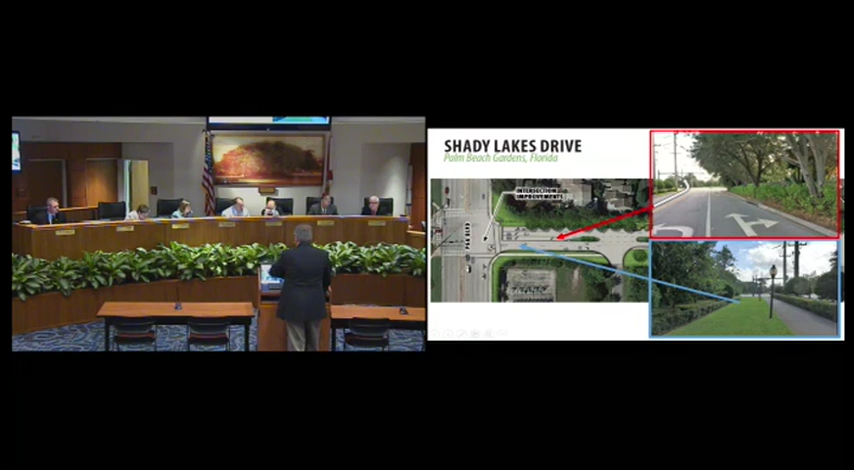 SHADY LAKES DRIVE
Palm Beach Gardens, Florida
INTERSECTION
IMPROVEMENTS
PGA BLVD